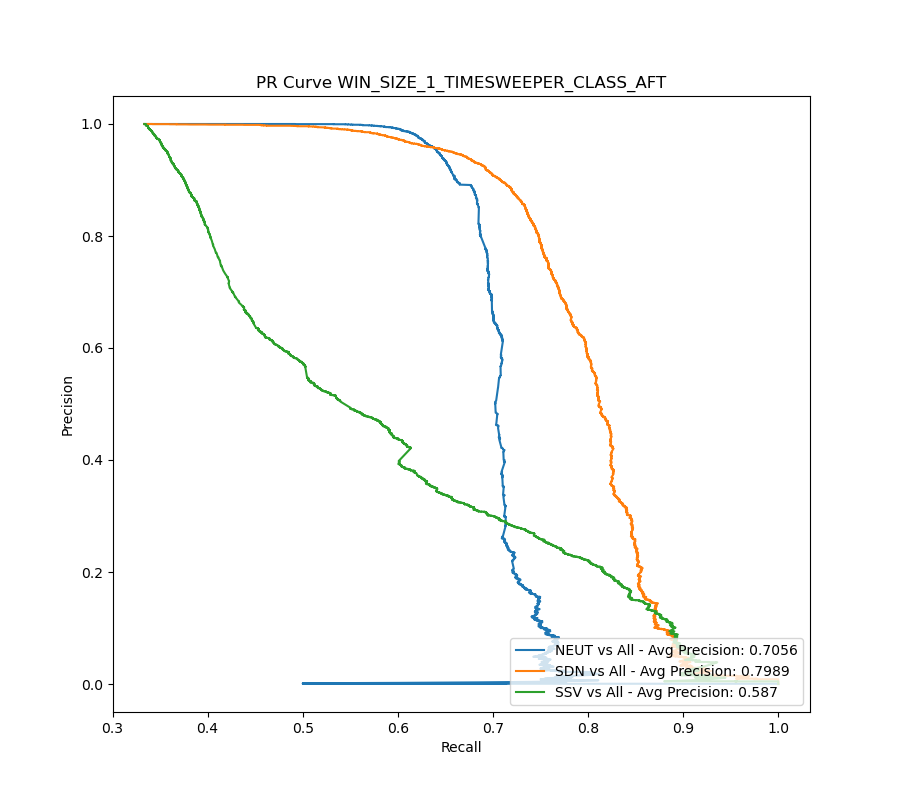 PR Curve WIN_SIZE_1_TIMESWEEPER_CLASS_AFT
1.0
0.8
0.6
0.4
0.2
0.0
Precision
NEUT vs All - Avg Precision: 0.7056
SDN vs All - Avg Precision: 0.7989
SSV vs All - Avg Precision: 0.587
0.3 0.4 0.5 0.6 0.7 0.8 0.9 1.0
Recall